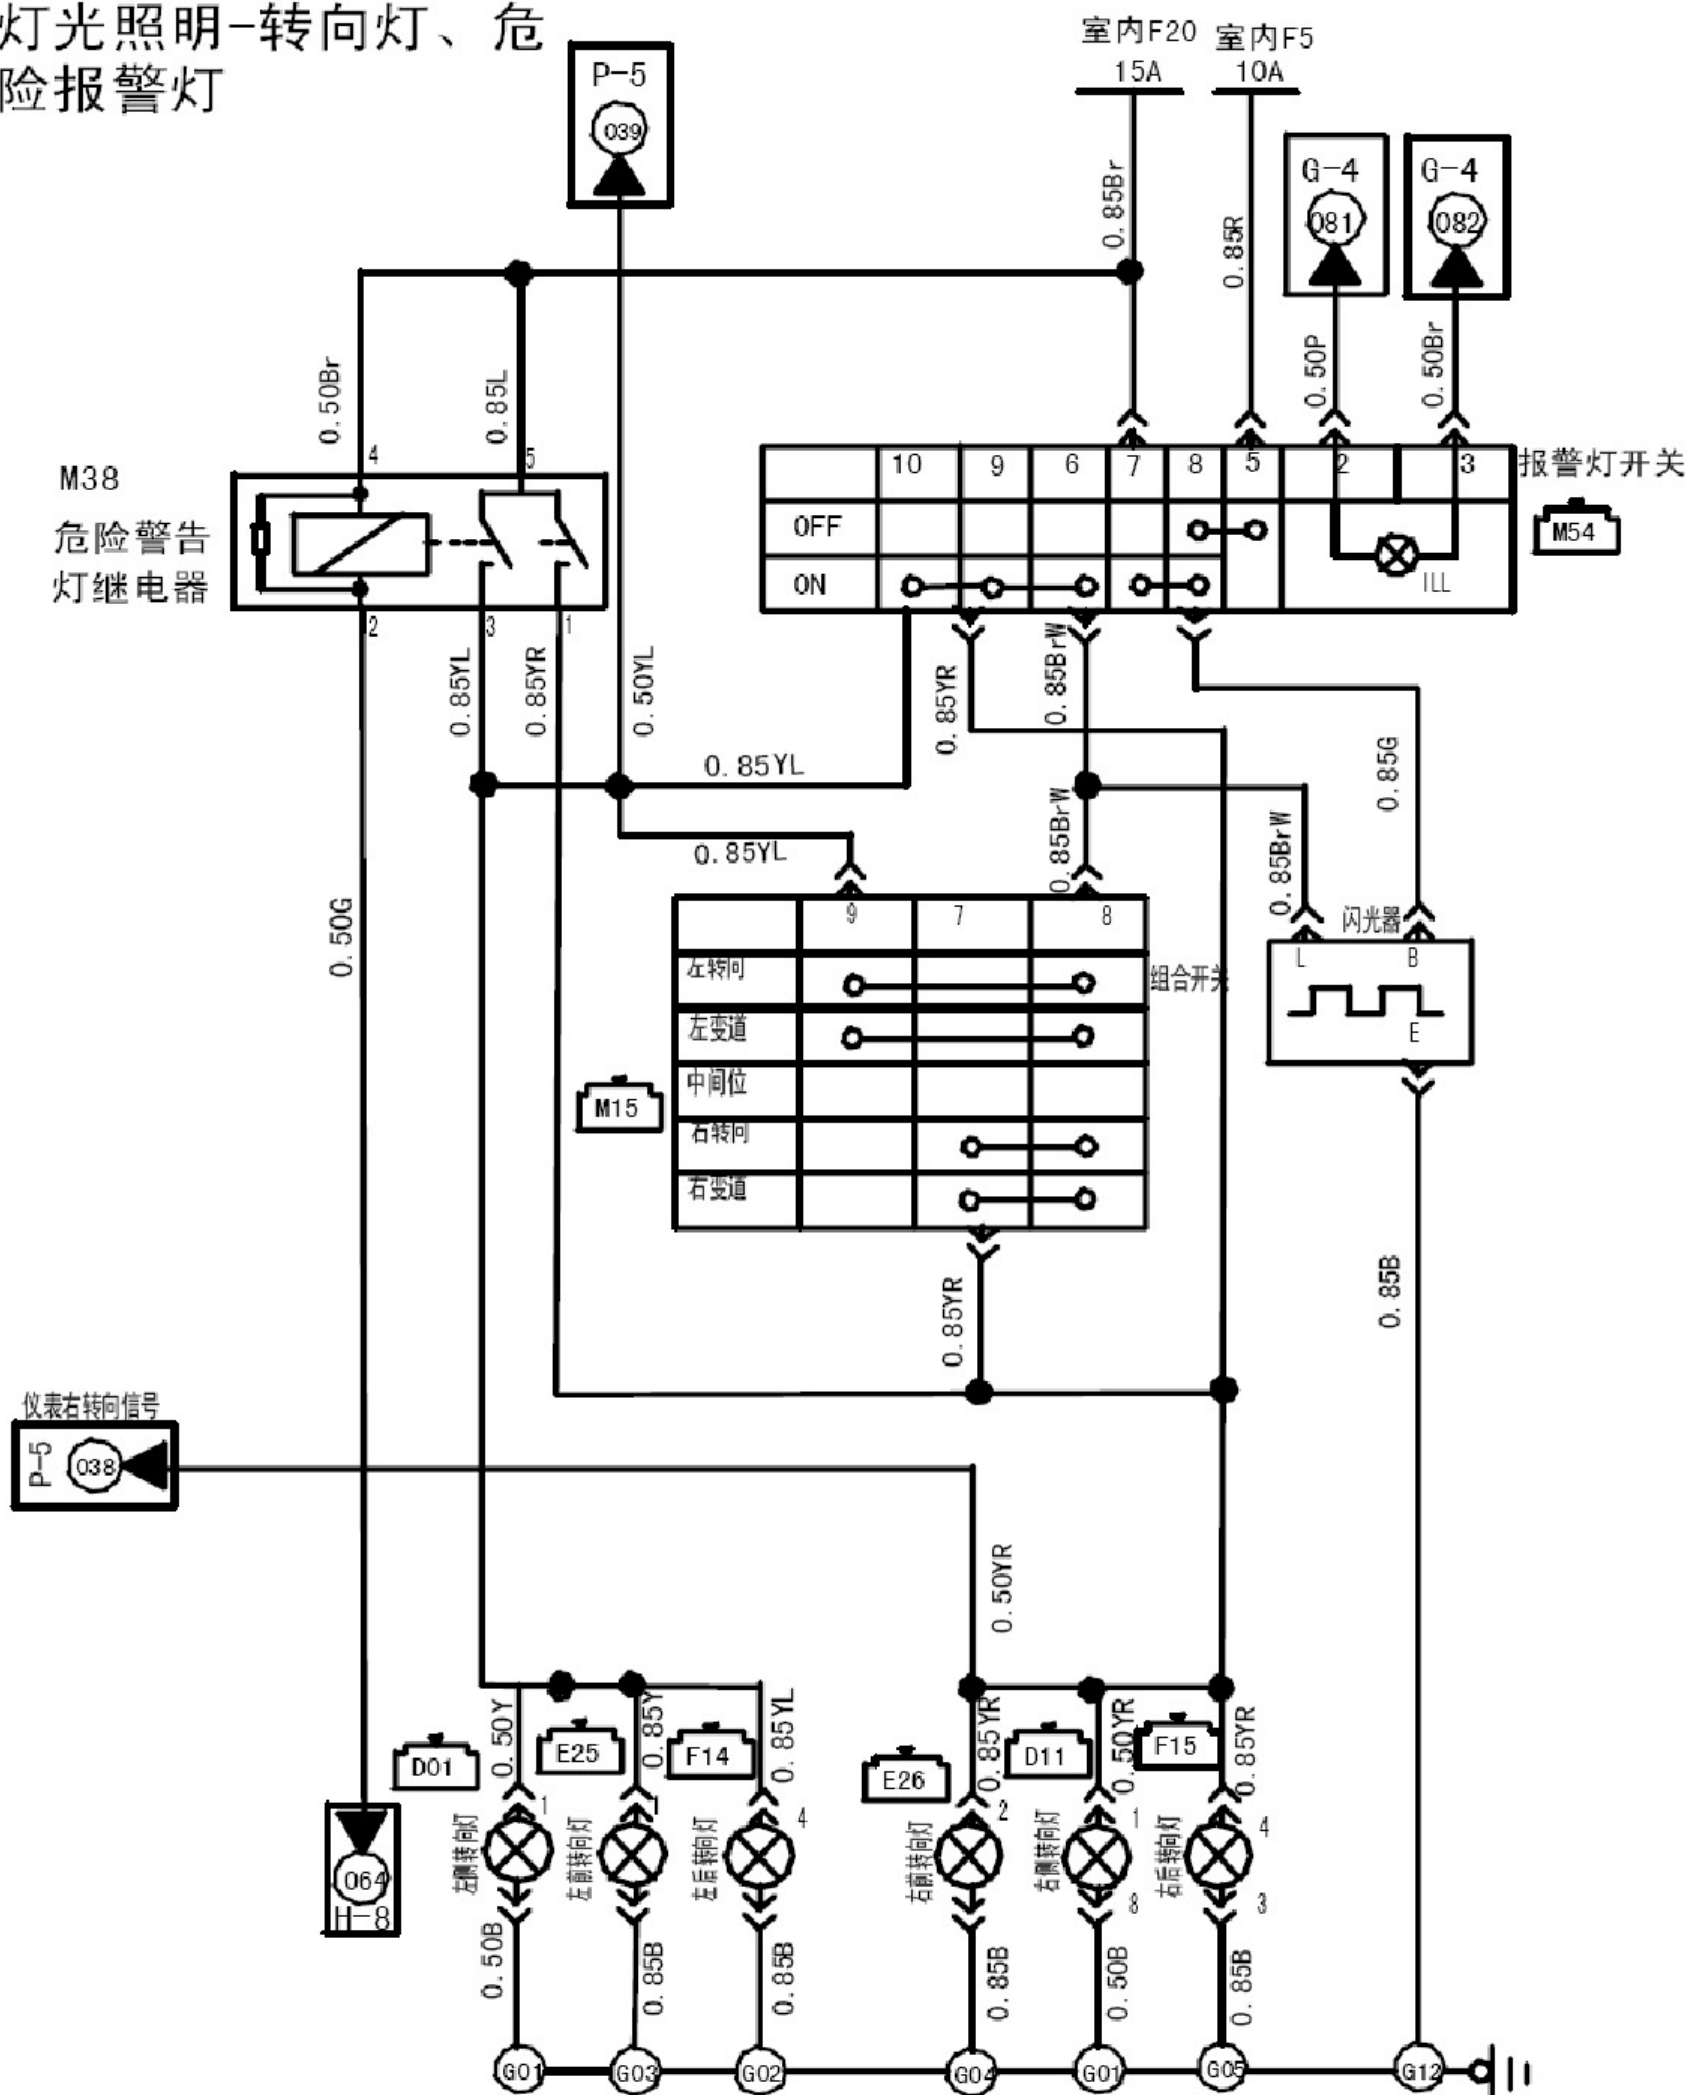 灯光照明-转向灯、危
险报警灯
P-5
039
室内F20
15A
室内F5
10A
G-4
081
G-4
082
0.85Br
0.85R
0.50P
0.50Br
0.50Br
0.85L
4
5
M38
危险警告
灯继电器
2
3
1
10 9 6 7 8 5 2 3
OFF
ON
ILL
报警灯开关
M54
0.85YL
0.85YR
0.50YL
0.85YR
0.85BrW
0.85G
0.85YL
0.85YL
0.85BrW
0.85BrW
0.50G
9 7 8
左转向
左变道
中间位
右转向
右变道
组合开关
M15
闪光器
L
B
E
0.85YR
0.85B
仪表右转向信号
P-5
038
0.50YR
D01
0.50Y
E25
0.85Y
F14
0.85YL
E26
0.85YR
D11
0.50YR
F15
0.85YR
1
1
4
2
1
4
左侧转向灯
左前转向灯
左后转向灯
右前转向灯
右侧转向灯
右后转向灯
8
3
064
H-8
0.50B
0.85B
0.85B
0.85B
0.50B
0.85B
G01
G03
G02
G04
G01
G05
G12